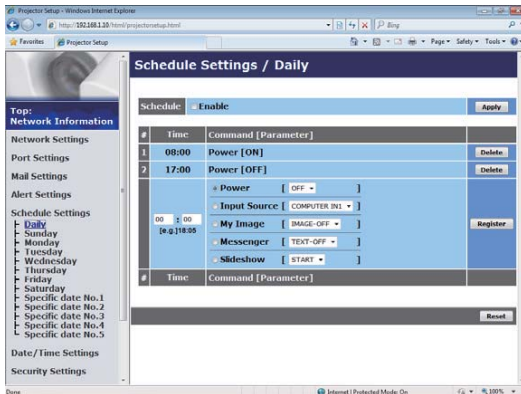 Projector Setup - Windows Internet Explorer
http://192.168.1.10/html/projectorsetup.html
Bing
Favorites
Projector Setup
Page
Safety
Tools
Top:
Network Information
Network Settings
Port Settings
Mail Settings
Alert Settings
Schedule Settings
Daily
Sunday
Monday
Tuesday
Wednesday
Thursday
Friday
Saturday
Specific date No.1
Specific date No.2
Specific date No.3
Specific date No.4
Specific date No.5
Date/Time Settings
Security Settings
Schedule Settings / Daily
Schedule Enable Apply
# Time Command [Parameter]
1 08:00 Power [ON] Delete
2 17:00 Power [OFF] Delete
Power [ OFF ]
00 : 00 Input Source [ COMPUTER IN1 ]
[e.g.]18:05 My Image [ IMAGE-OFF ] Register
Messenger [ TEXT-OFF ]
Slideshow [ START ]
# Time Command [Parameter]
Reset
Done
Internet | Protected Mode: On
100%